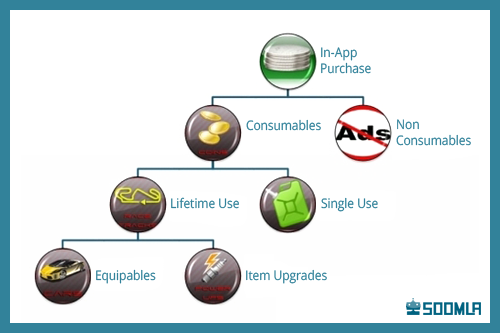 In-App
Purchase
Consumables
Ads
Non
Consumables
Lifetime Use
Single Use
Equipables
Item Upgrades
SOOMLA